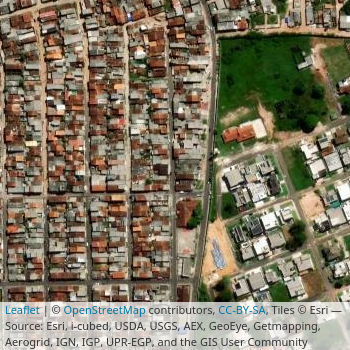 Leaflet | © OpenStreetMap contributors, CC-BY-SA, Tiles © Esri —
Source: Esri, i-cubed, USDA, USGS, AEX, GeoEye, Getmapping,
Aerogrid, IGN, IGP, UPR-EGP, and the GIS User Community